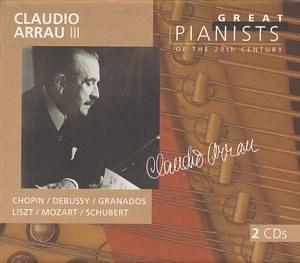 CLAUDIO
ARRAU III
GREAT
PIANISTS
OF THE 20TH CENTURY
Claudio Arrau
CHOPIN / DEBUSSY / GRANADOS
LISZT / MOZART / SCHUBERT
2 CDs